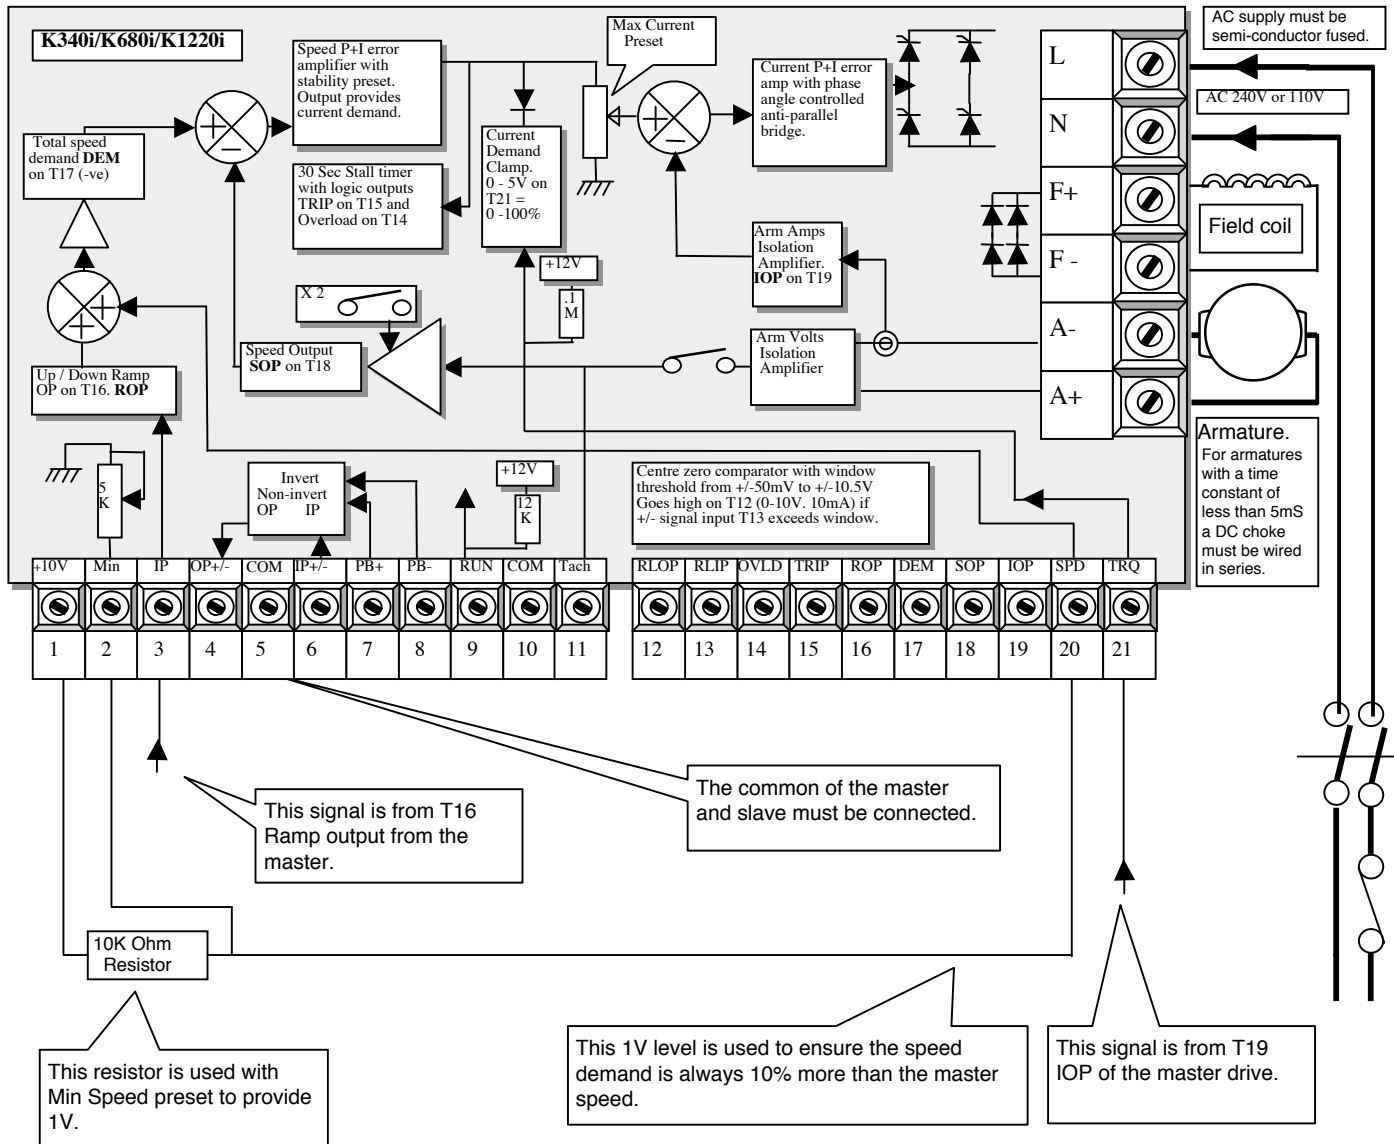 K340i/K680i/K1220i
Speed P+I error
amplifier with
stability preset.
Output provides
current demand.
Max Current
Preset
Current P+I error
amp with phase
angle controlled
anti-parallel
bridge.
AC supply must be
semi-conductor fused.
AC 240V or 110V
L
N
F+
F -
A-
A+
Field coil
Total speed
demand DEM
on T17 (-ve)
30 Sec Stall timer
with logic outputs
TRIP on T15 and
Overload on T14
Current
Demand
Clamp.
0 - 5V on
T21 =
0 -100%
+12V
.1
M
Arm Amps
Isolation
Amplifier.
IOP on T19
X 2
Speed Output
SOP on T18
Arm Volts
Isolation
Amplifier
Up / Down Ramp
OP on T16. ROP
Armature.
For armatures
with a time
constant of
less than 5mS
a DC choke
must be wired
in series.
5
K
Invert
Non-invert
OP IP
+12V
12
K
Centre zero comparator with window
threshold from +/-50mV to +/-10.5V
Goes high on T12 (0-10V. 10mA) if
+/- signal input T13 exceeds window.
+10V Min IP OP+/- COM IP+/- PB+ PB- RUN COM Tach
RLOP RLIP OVLD TRIP ROP DEM SOP IOP SPD TRQ
1 2 3 4 5 6 7 8 9 10 11
12 13 14 15 16 17 18 19 20 21
This signal is from T16
Ramp output from the
master.
The common of the master
and slave must be connected.
10K Ohm
Resistor
This resistor is used with
Min Speed preset to provide
1V.
This 1V level is used to ensure the speed
demand is always 10% more than the master
speed.
This signal is from T19
IOP of the master drive.